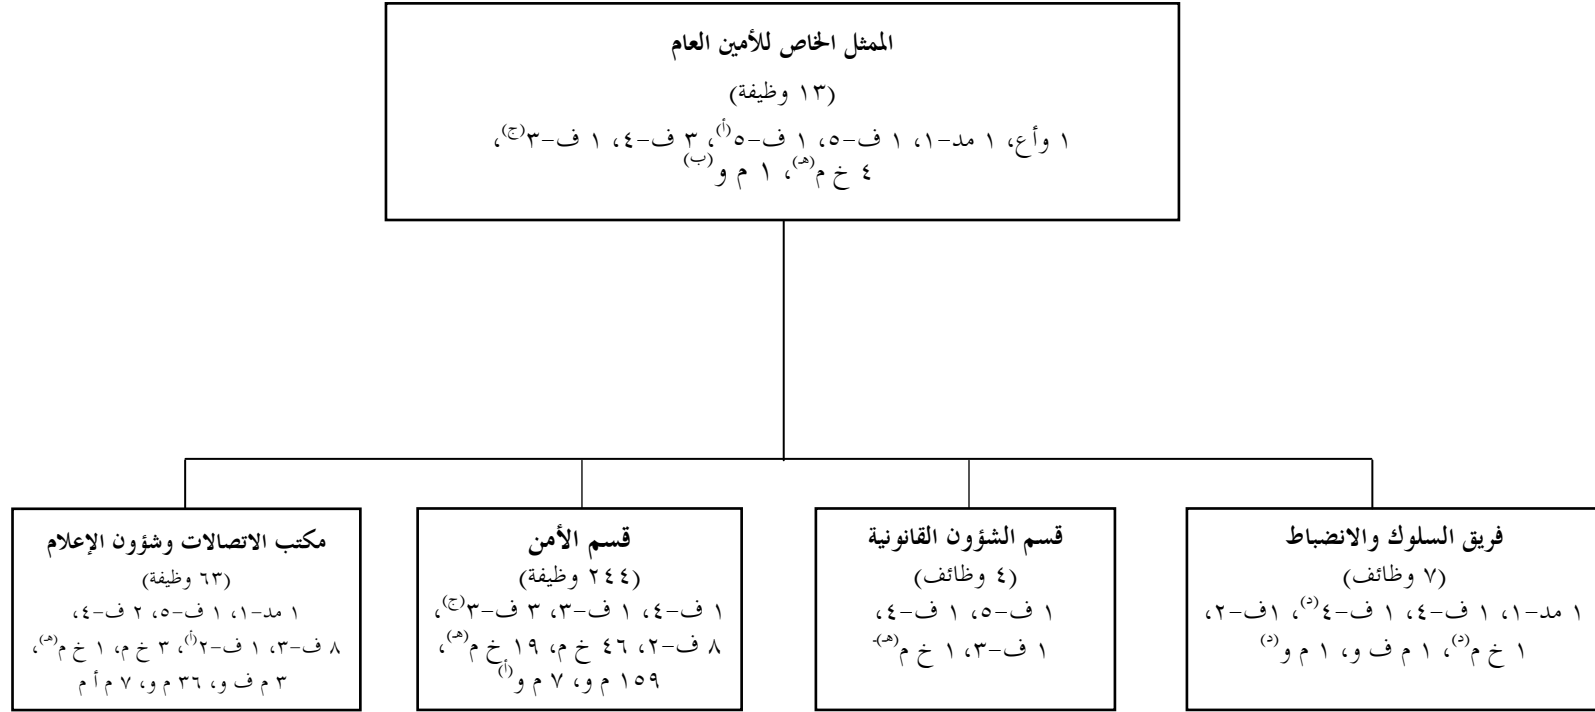 الممثل الخاص للأمين العام
(١٣ وظيفة)
١ وأع، ١ مد-١، ١ ف-٥، ١ ف-٥(أ)، ٣ ف-٤، ١ ف-٣(ج)،
٤ خ م(هـ)، ١ م و(ب)
فريق السلوك والانضباط
(٧ وظائف)
١ مد-١، ١ ف-٤، ١ ف-٤(د)، ١ف-٢،
١ خ م(د)، ١ م ف و، ١ م و(د)
قسم الشؤون القانونية
(٤ وظائف)
١ ف-٥، ١ ف-٤،
١ ف-٣، ١ خ م(هـ)-
قسم الأمن
(٢٤٤ وظيفة)
١ ف-٤، ١ ف-٣، ٣ ف-٣(ج)،
٨ ف-٢، ٤٦ خ م، ١٩ خ م(هـ)،
١٥٩ م و، ٧ م و(أ)
مكتب الاتصالات وشؤون الإعلام
(٦٣ وظيفة)
١ مد-١، ١ ف-٥، ٢ ف-٤،
٨ ف-٣، ١ ف-٢(أ)، ٣ خ م، ١ خ م(هـ)،
٣ م ف و، ٣٦ م و، ٧ م أ م